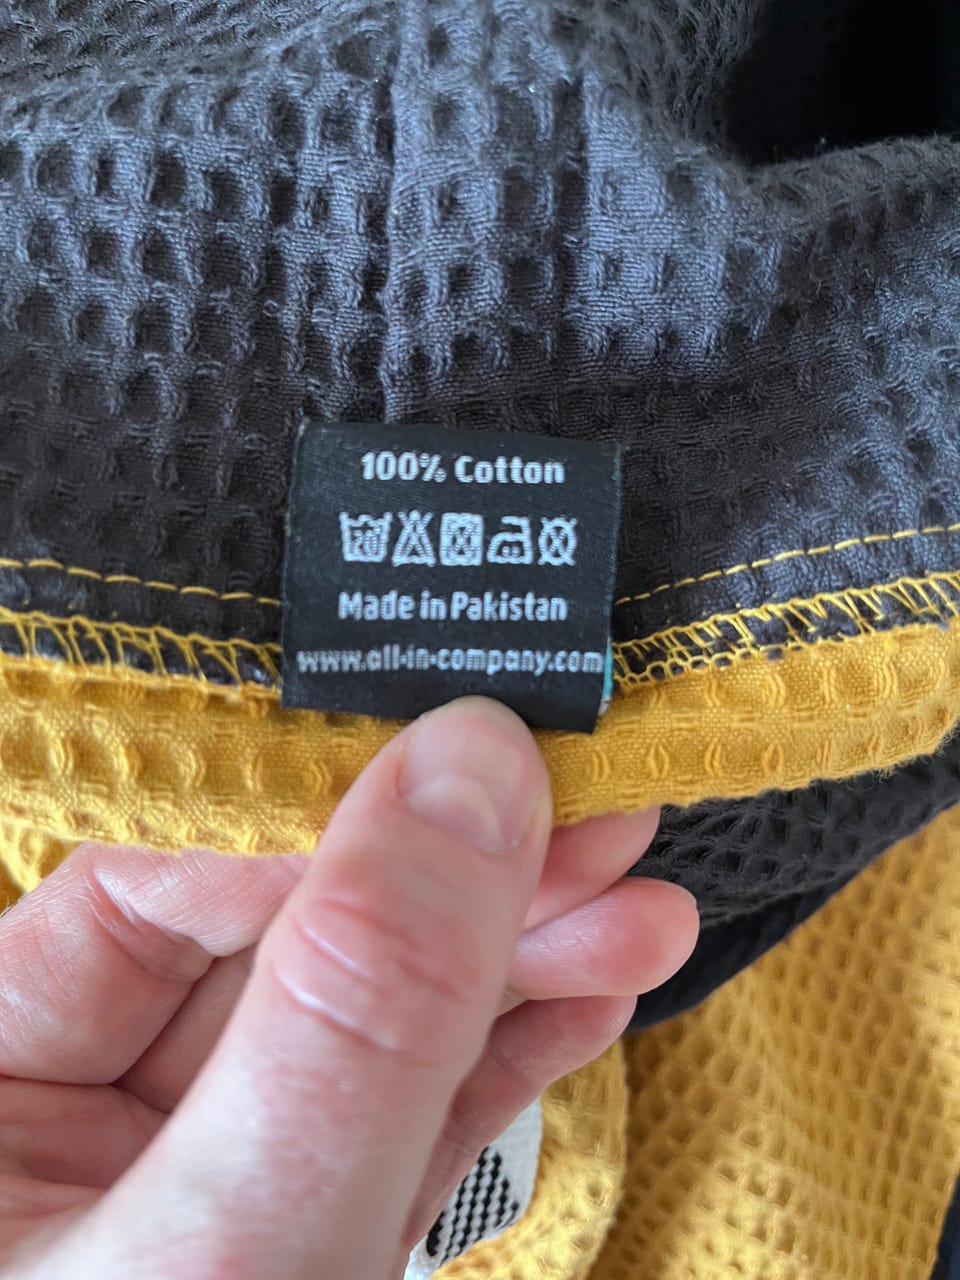 100% Cotton
Made in Pakistan
www.all-in-company.com